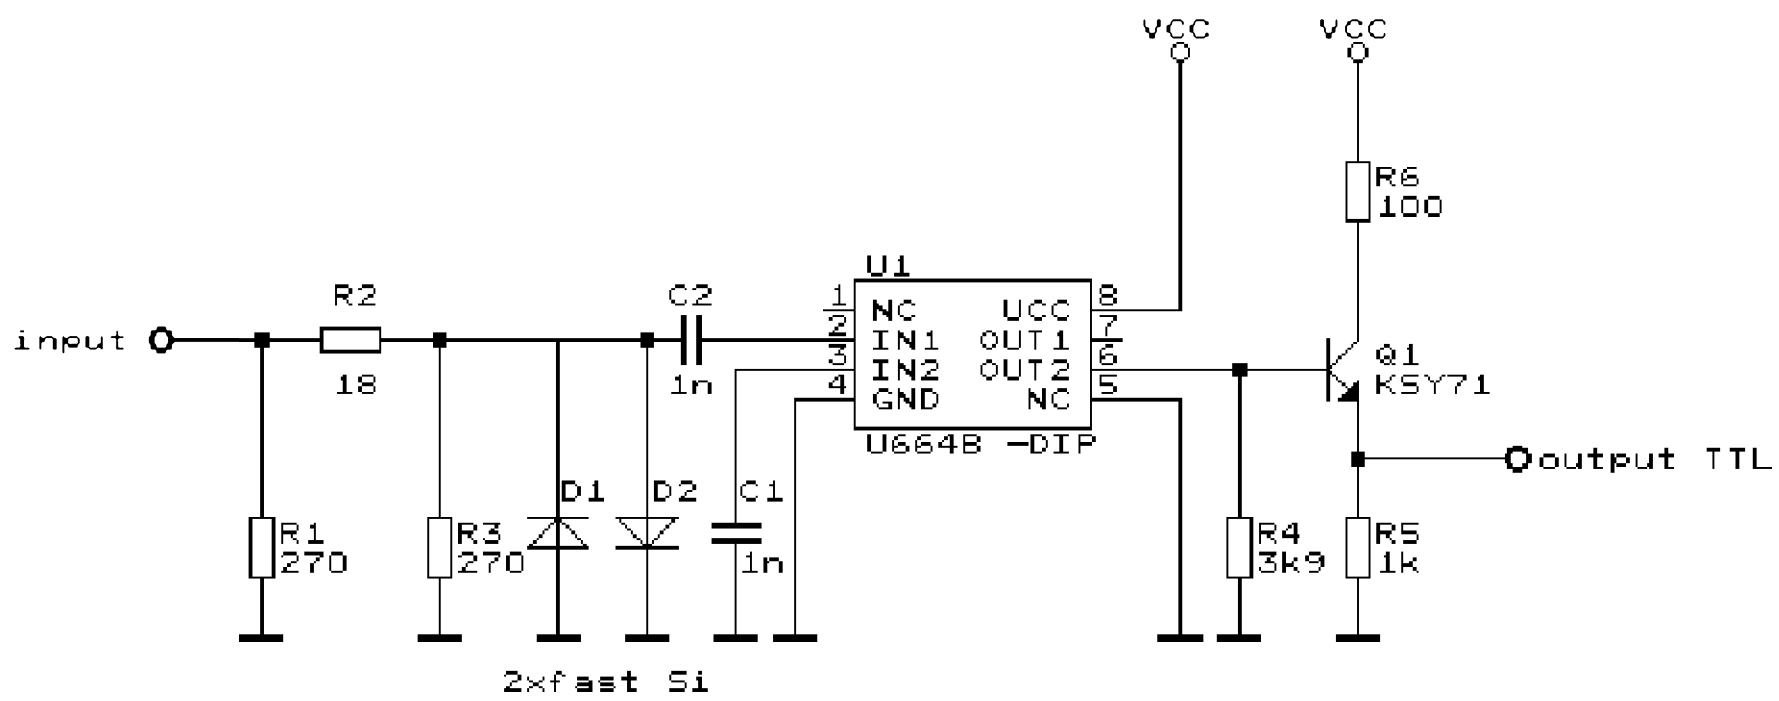 VCC
VCC
R6
100
U1
R2
C2
1
NC
UCC
8
input
2
IN1
OUT1
7
3
IN2
OUT2
6
Q1
18
1n
4
GND
NC
5
KSY71
U664B -DIP
output TTL
D1
D2
C1
R1
270
R3
270
1n
R4
3k9
R5
1k
2xfast Si